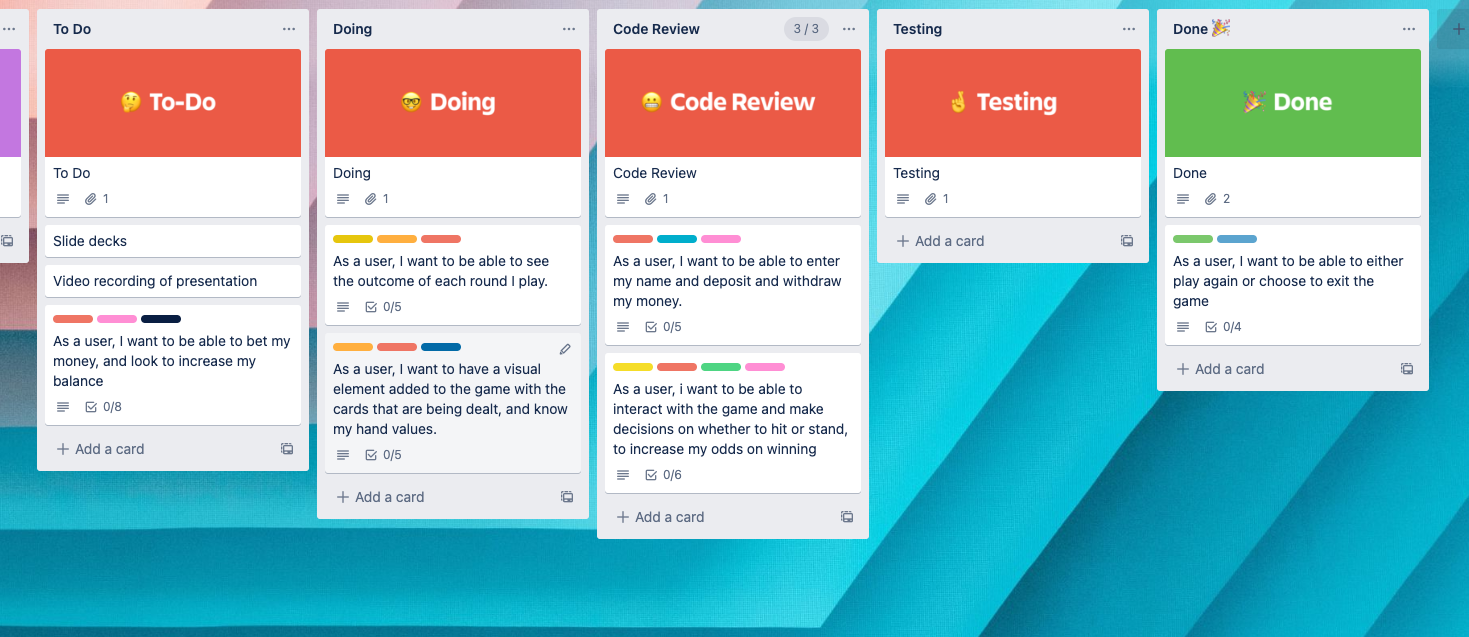 To Do
🤔 To-Do
To Do
1
Slide decks
Video recording of presentation
As a user, I want to be able to bet my
money, and look to increase my
balance
0/8
+ Add a card
Doing
🤓 Doing
Doing
1
As a user, I want to be able to see
the outcome of each round I play.
0/5
As a user, I want to have a visual
element added to the game with the
cards that are being dealt, and know
my hand values.
0/5
+ Add a card
Code Review
3 / 3
😬 Code Review
Code Review
1
As a user, I want to be able to enter
my name and deposit and withdraw
my money.
0/5
As a user, i want to be able to
interact with the game and make
decisions on whether to hit or stand,
to increase my odds on winning
0/6
+ Add a card
Testing
🤞 Testing
Testing
1
+ Add a card
Done 🎉
🎉 Done
Done
2
As a user, I want to be able to either
play again or choose to exit the
game
0/4
+ Add a card